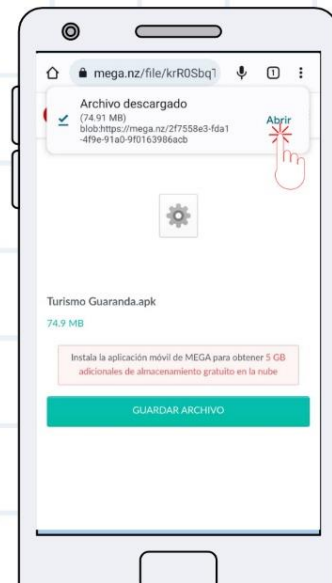 mega.nz/file/krR0SbqT
1
Archivo descargado
(74.91 MB)
blob:https://mega.nz/2f7558e3-fda1
-4f9e-91a0-9f0163986acb
Abrir
Turismo Guaranda.apk
74.9 MB
Instala la aplicación móvil de MEGA para obtener 5 GB
adicionales de almacenamiento gratuito en la nube
GUARDAR ARCHIVO